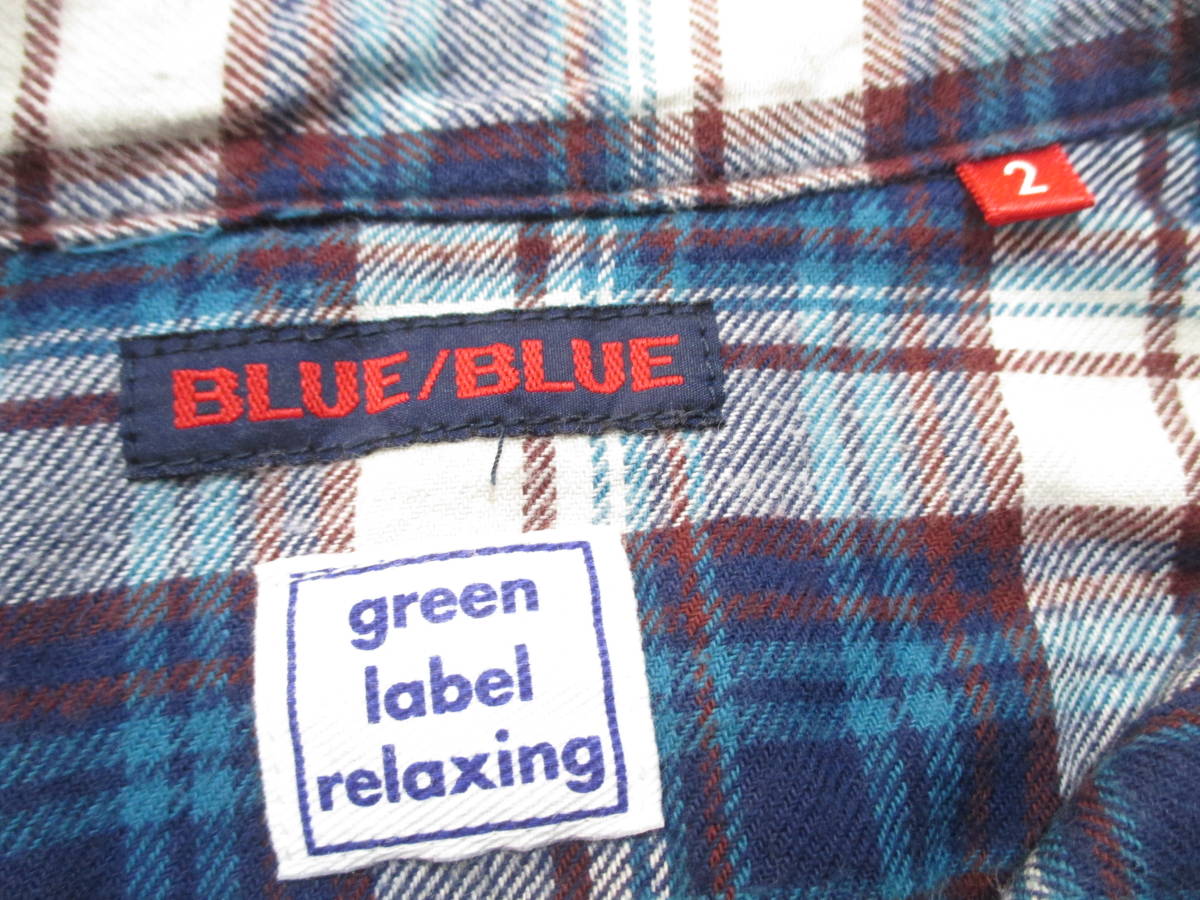 2
BLUE/BLUE
green
label
relaxing